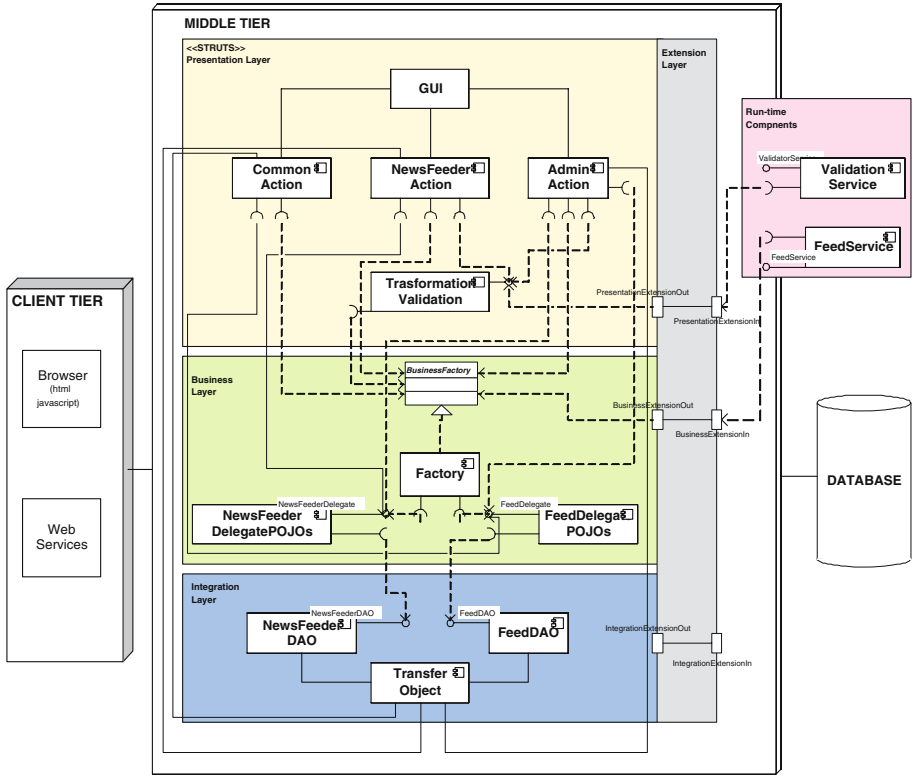 MIDDLE TIER
<<STRUTS>>
Presentation Layer
Extension
Layer
GUI
Run-time
Compnents
Common
Action
NewsFeeder
Action
Admin
Action
ValidatorServ
Validation
Service
FeedService
FeedService
Trasformation
Validation
PresentationExtensionOut
PresentationExtensionIn
CLIENT TIER
Browser
(html
javascript)
Web
Services
Business
Layer
BusinessFactory
BusinessExtensionOut
BusinessExtensionIn
Factory
NewsFeederDelegate
FeedDelegate
NewsFeeder
DelegatePOJOs
FeedDelega
POJOs
DATABASE
Integration
Layer
NewsFeederDAO
FeedDAO
NewsFeeder
DAO
FeedDAO
IntegrationExtensionOut
IntegrationExtensionIn
Transfer
Object